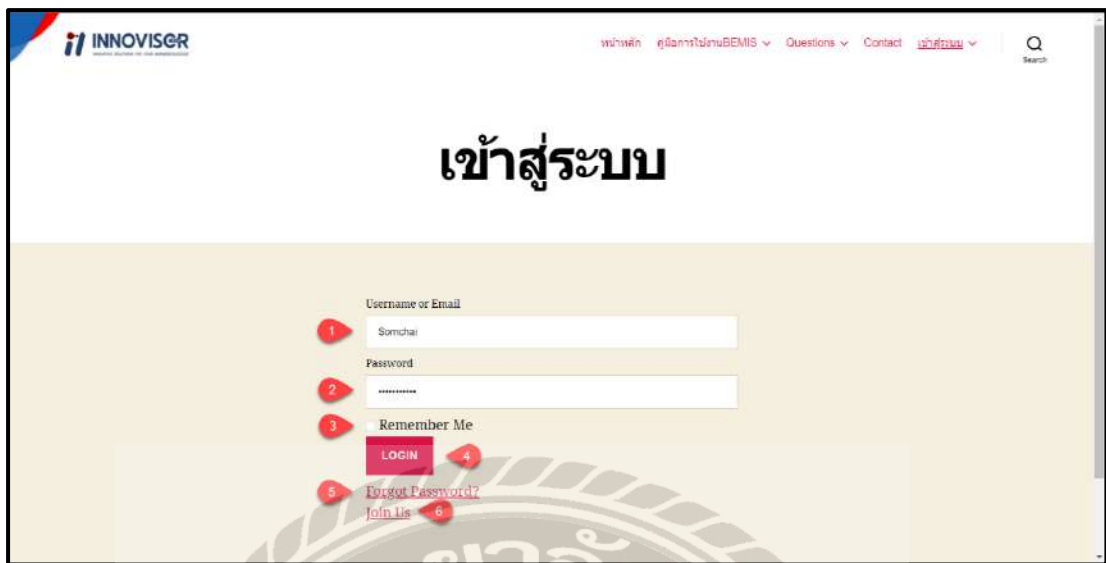 INNOVISOR
หน้าหลัก คู่มือการใช้งานBEMIS Questions Contact เข้าสู่ระบบ
Search
เข้าสู่ระบบ
Username or Email
1 Somchai
Password
2
3 Remember Me
LOGIN 4
5 Forgot Password?
Join Us 6